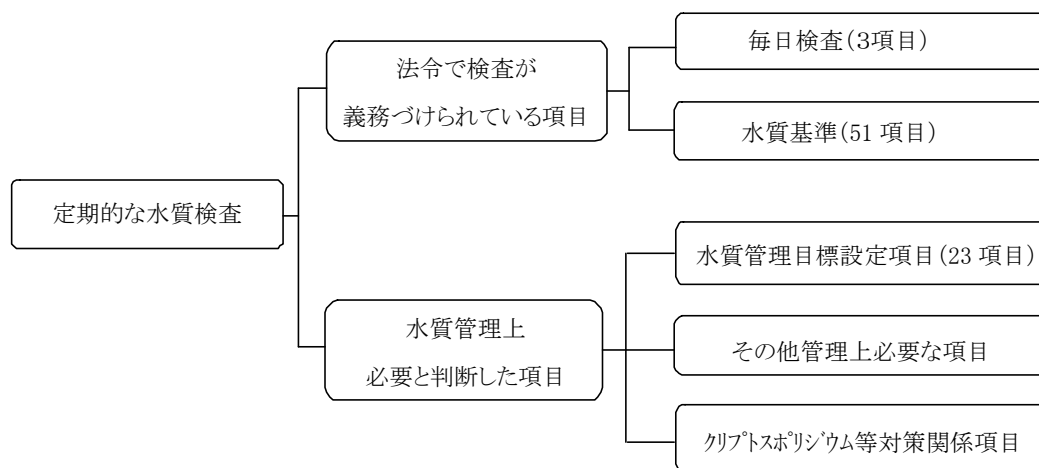 定期的な水質検査
法令で検査が
義務づけられている項目
毎日検査(3項目)
水質基準(51 項目)
水質管理上
必要と判断した項目
水質管理目標設定項目(23 項目)
その他管理上必要な項目
ｸﾘﾌﾟﾄｽﾎﾟﾘｼﾞｳﾑ等対策関係項目